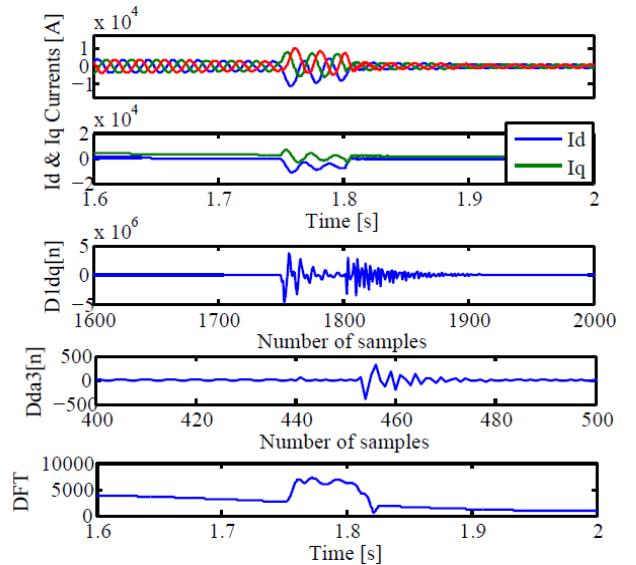 x 10^4
Id & Iq Currents [A]
1
0
−1
x 10^4
2
0
−2
Id
Iq
1.6 1.7 1.8 1.9 2
Time [s]
x 10^6
D1dq[n]
5
0
−5
1600 1700 1800 1900 2000
Number of samples
Dda3[n]
500
0
−500
400 420 440 460 480 500
Number of samples
DFT
10000
5000
0
1.6 1.7 1.8 1.9 2
Time [s]